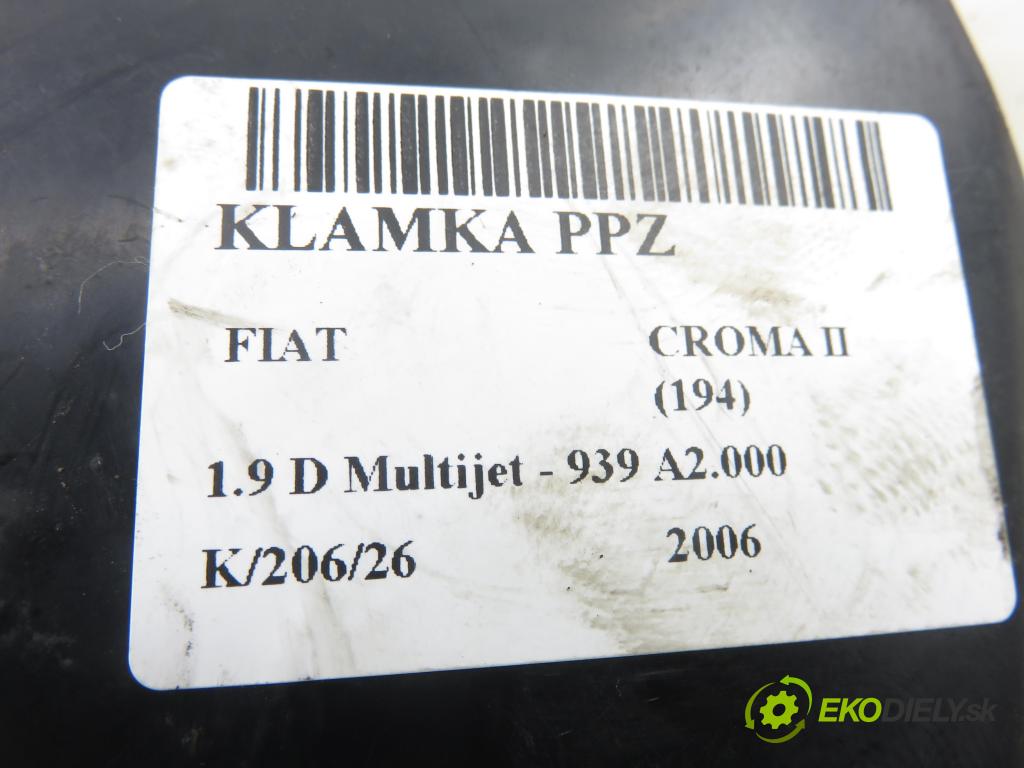 KLAMKA PPZ
FIAT CROMA II
(194)
1.9 D Multijet - 939 A2.000
K/206/26 2006
EKODIELY.sk